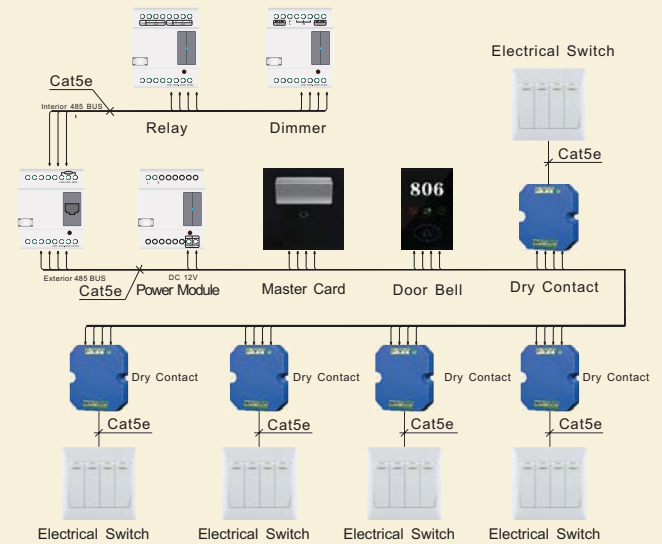 Electrical Switch
Cat5e
Interior 485 BUS
Relay
Dimmer
Cat5e
806
Exterior 485 BUS
Cat5e
DC 12V
Power Module
Master Card
Door Bell
Dry Contact
Dry Contact
Dry Contact
Dry Contact
Dry Contact
Cat5e
Cat5e
Cat5e
Cat5e
Electrical Switch
Electrical Switch
Electrical Switch
Electrical Switch